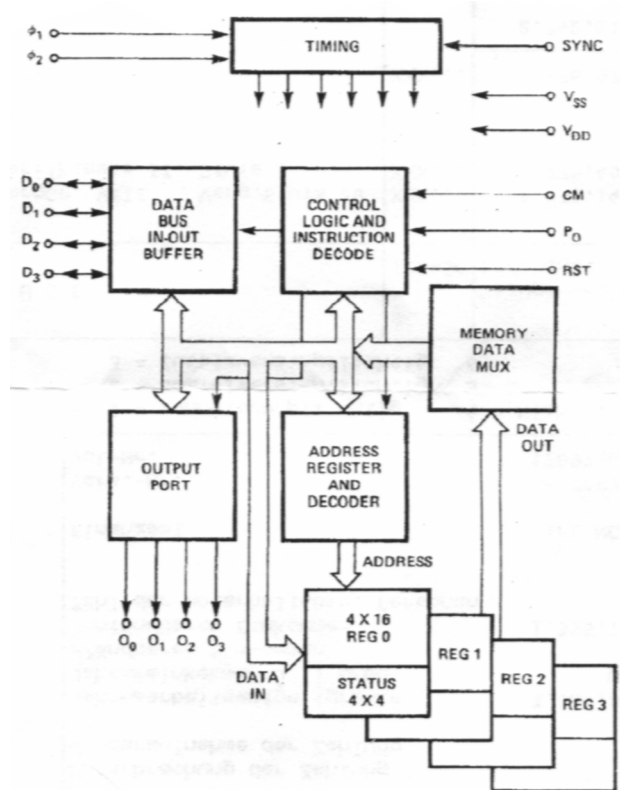 ϕ1
ϕ2
TIMING
SYNC
VSS
VDD
D0
D1
D2
D3
DATA
BUS
IN-OUT
BUFFER
CONTROL
LOGIC AND
INSTRUCTION
DECODE
CM
P0
RST
MEMORY
DATA
MUX
DATA
OUT
OUTPUT
PORT
ADDRESS
REGISTER
AND
DECODER
ADDRESS
O0
O1
O2
O3
DATA
IN
4 X 16
REG 0
STATUS
4 X 4
REG 1
REG 2
REG 3